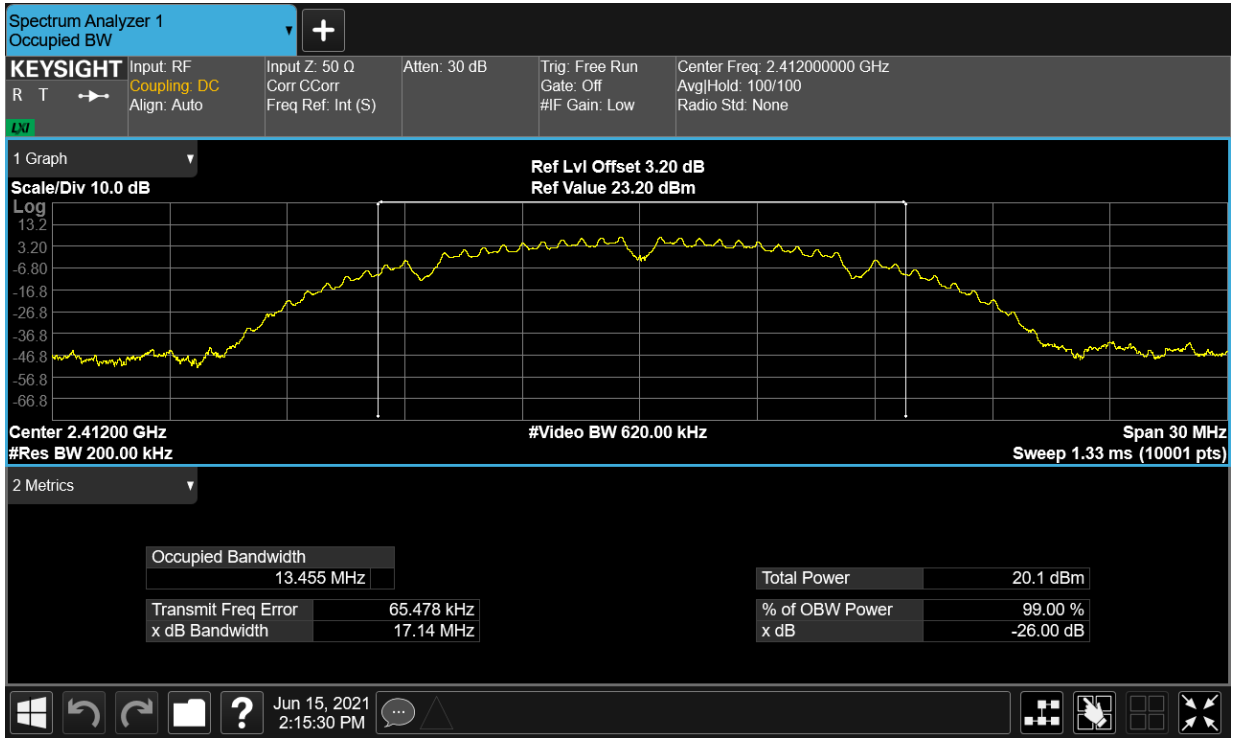 Spectrum Analyzer 1
Occupied BW
KEYSIGHT
R T
LXI
Input: RF
Coupling: DC
Align: Auto
Input Z: 50 Ω
Corr CCorr
Freq Ref: Int (S)
Atten: 30 dB
Trig: Free Run
Gate: Off
#IF Gain: Low
Center Freq: 2.412000000 GHz
Avg|Hold: 100/100
Radio Std: None
1 Graph
Scale/Div 10.0 dB
Ref Lvl Offset 3.20 dB
Ref Value 23.20 dBm
Log
13.2
3.20
-6.80
-16.8
-26.8
-36.8
-46.8
-56.8
-66.8
Center 2.41200 GHz
#Res BW 200.00 kHz
#Video BW 620.00 kHz
Span 30 MHz
Sweep 1.33 ms (10001 pts)
2 Metrics
Occupied Bandwidth
13.455 MHz
Transmit Freq Error 65.478 kHz
x dB Bandwidth 17.14 MHz
Total Power 20.1 dBm
% of OBW Power 99.00 %
x dB -26.00 dB
?
Jun 15, 2021
2:15:30 PM